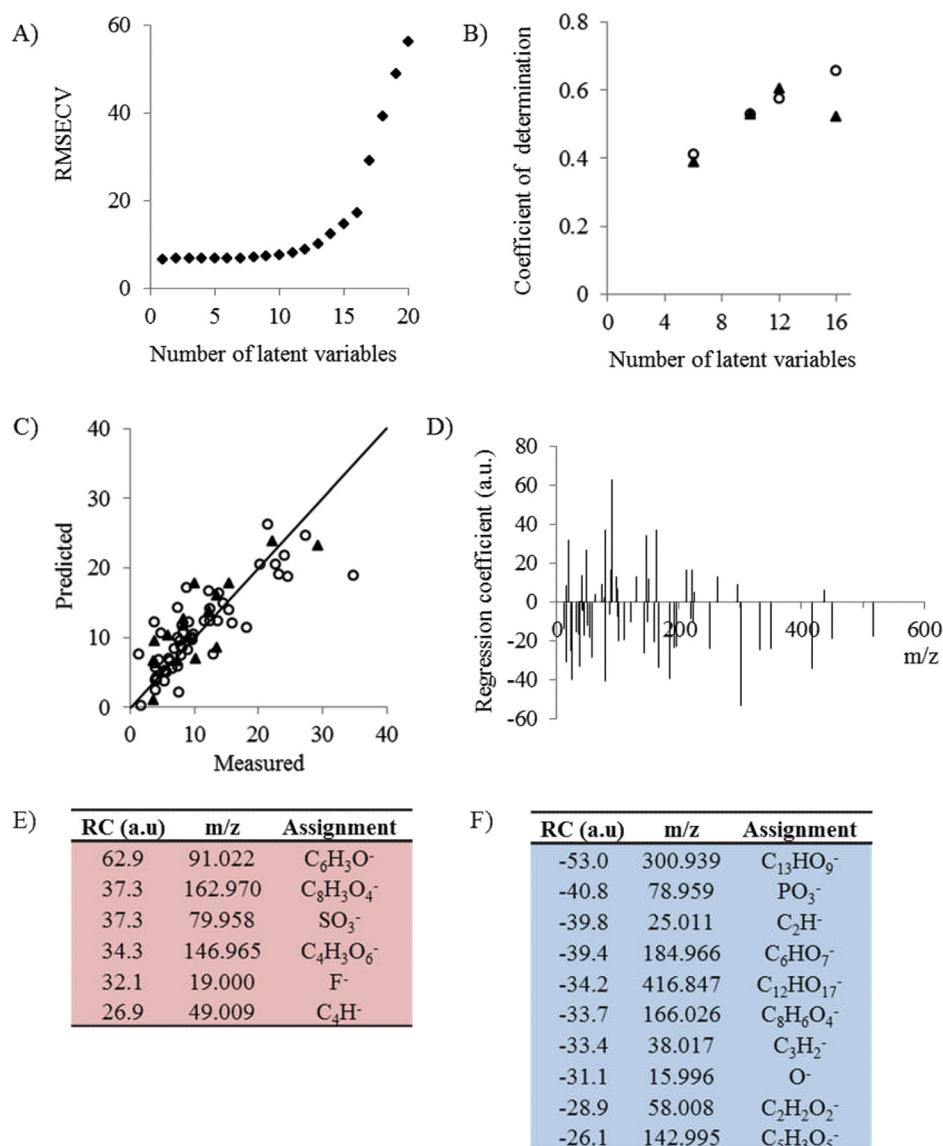 A)
60
40
20
0
RMSECV
0 5 10 15 20
Number of latent variables
B)
0.8
0.6
0.4
0.2
0
Coefficient of determination
0 4 8 12 16
Number of latent variables
C)
40
30
20
10
0
Predicted
0 10 20 30 40
Measured
D)
80
60
40
20
0
-20
-40
-60
Regression coefficient (a.u.)
0 200 400 600
m/z
E)
RC (a.u) m/z Assignment
62.9 91.022 C₆H₃O⁻
37.3 162.970 C₈H₃O₄⁻
37.3 79.958 SO₃⁻
34.3 146.965 C₄H₃O₆⁻
32.1 19.000 F⁻
26.9 49.009 C₄H⁻
F)
RC (a.u) m/z Assignment
-53.0 300.939 C₁₃HO₉⁻
-40.8 78.959 PO₃⁻
-39.8 25.011 C₂H⁻
-39.4 184.966 C₆HO₇⁻
-34.2 416.847 C₁₂HO₁₇⁻
-33.7 166.026 C₈H₆O₄⁻
-33.4 38.017 C₃H₂⁻
-31.1 15.996 O⁻
-28.9 58.008 C₂H₂O₂⁻
-26.1 142.995 C₅H₃O₅⁻